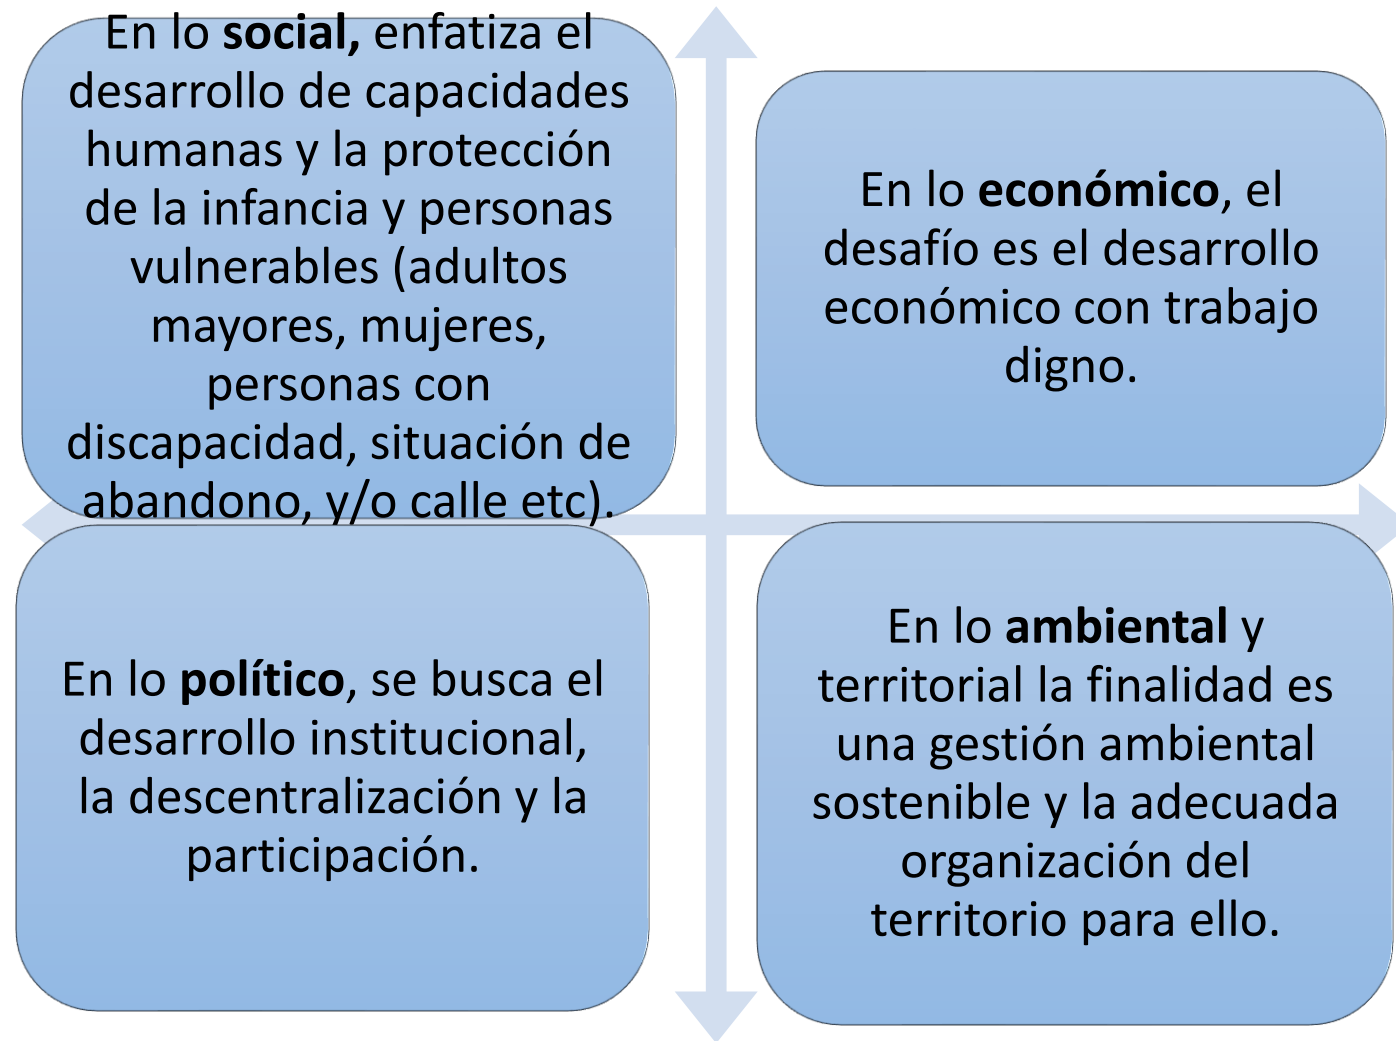 En lo social, enfatiza el
desarrollo de capacidades
humanas y la protección
de la infancia y personas
vulnerables (adultos
mayores, mujeres,
personas con
discapacidad, situación de
abandono, y/o calle etc).
En lo económico, el
desafío es el desarrollo
económico con trabajo
digno.
En lo político, se busca el
desarrollo institucional,
la descentralización y la
participación.
En lo ambiental y
territorial la finalidad es
una gestión ambiental
sostenible y la adecuada
organización del
territorio para ello.